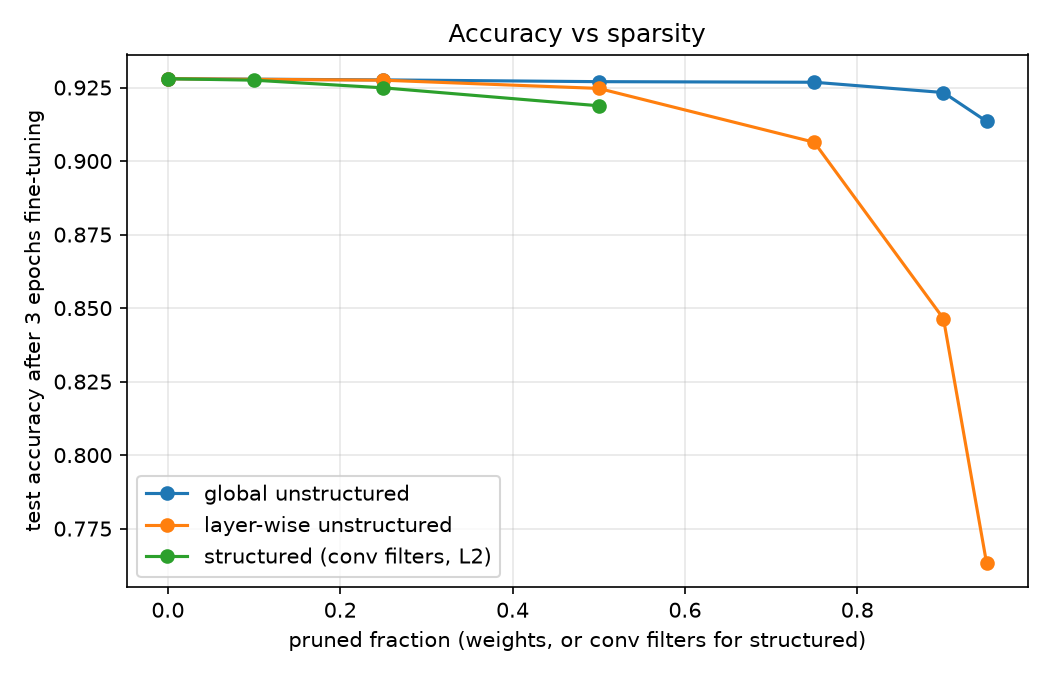 Accuracy vs sparsity
test accuracy after 3 epochs fine-tuning
0.925
0.900
0.875
0.850
0.825
0.800
0.775
global unstructured
layer-wise unstructured
structured (conv filters, L2)
0.0
0.2
0.4
0.6
0.8
pruned fraction (weights, or conv filters for structured)